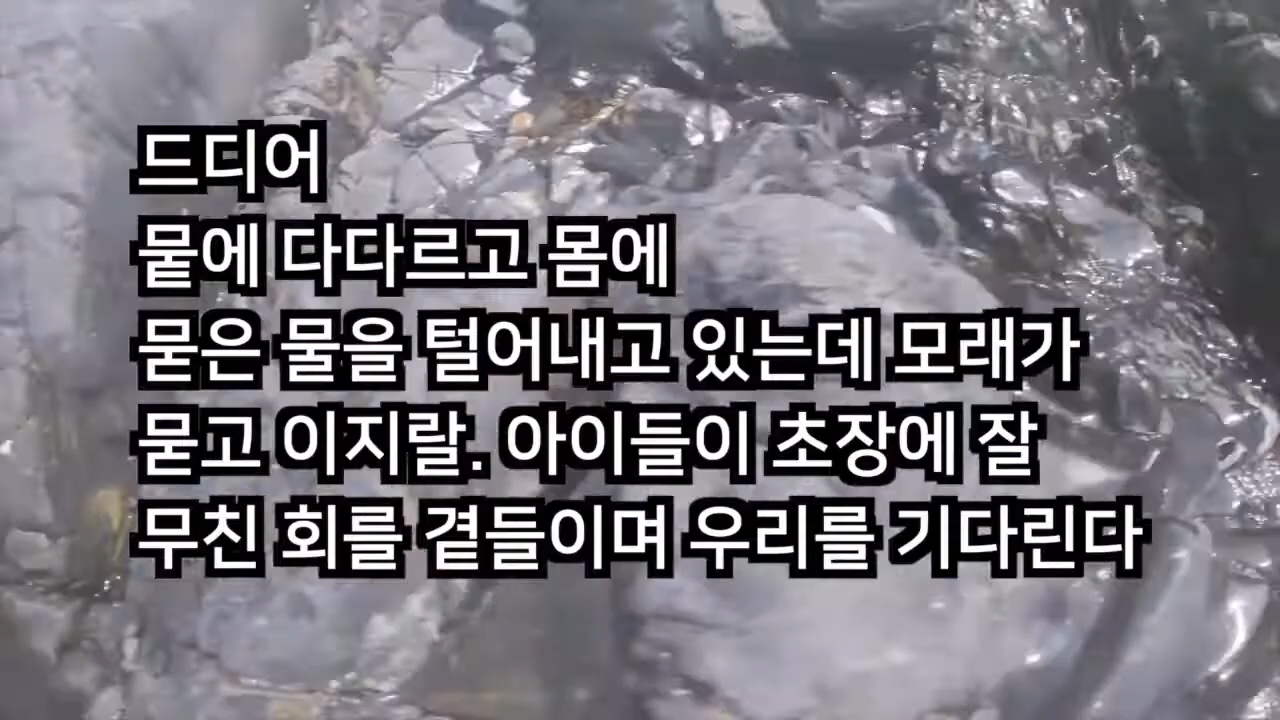 드디어
뭍에 다다르고 몸에
묻은 물을 털어내고 있는데 모래가
묻고 이지랄. 아이들이 초장에 잘
무친 회를 곁들이며 우리를 기다린다